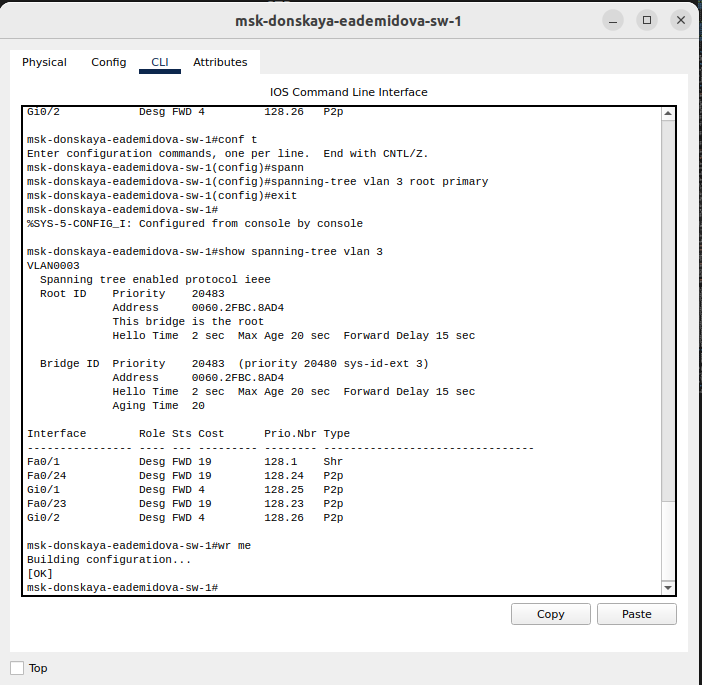 msk-donskaya-eademidova-sw-1
Physical Config CLI Attributes
IOS Command Line Interface
Gi0/2            Desg FWD 4         128.26   P2p
msk-donskaya-eademidova-sw-1#conf t
Enter configuration commands, one per line.  End with CNTL/Z.
msk-donskaya-eademidova-sw-1(config)#spann
msk-donskaya-eademidova-sw-1(config)#spanning-tree vlan 3 root primary
msk-donskaya-eademidova-sw-1(config)#exit
msk-donskaya-eademidova-sw-1#
%SYS-5-CONFIG_I: Configured from console by console
msk-donskaya-eademidova-sw-1#show spanning-tree vlan 3
VLAN0003
  Spanning tree enabled protocol ieee
  Root ID    Priority    20483
             Address     0060.2FBC.8AD4
             This bridge is the root
             Hello Time  2 sec  Max Age 20 sec  Forward Delay 15 sec
  Bridge ID  Priority    20483  (priority 20480 sys-id-ext 3)
             Address     0060.2FBC.8AD4
             Hello Time  2 sec  Max Age 20 sec  Forward Delay 15 sec
             Aging Time  20
Interface        Role Sts Cost      Prio.Nbr Type
---------------- ---- --- --------- -------- --------------------------------
Fa0/1            Desg FWD 19        128.1    Shr
Fa0/24           Desg FWD 19        128.24   P2p
Gi0/1            Desg FWD 4         128.25   P2p
Fa0/23           Desg FWD 19        128.23   P2p
Gi0/2            Desg FWD 4         128.26   P2p
msk-donskaya-eademidova-sw-1#wr me
Building configuration...
[OK]
msk-donskaya-eademidova-sw-1#
Copy Paste
Top